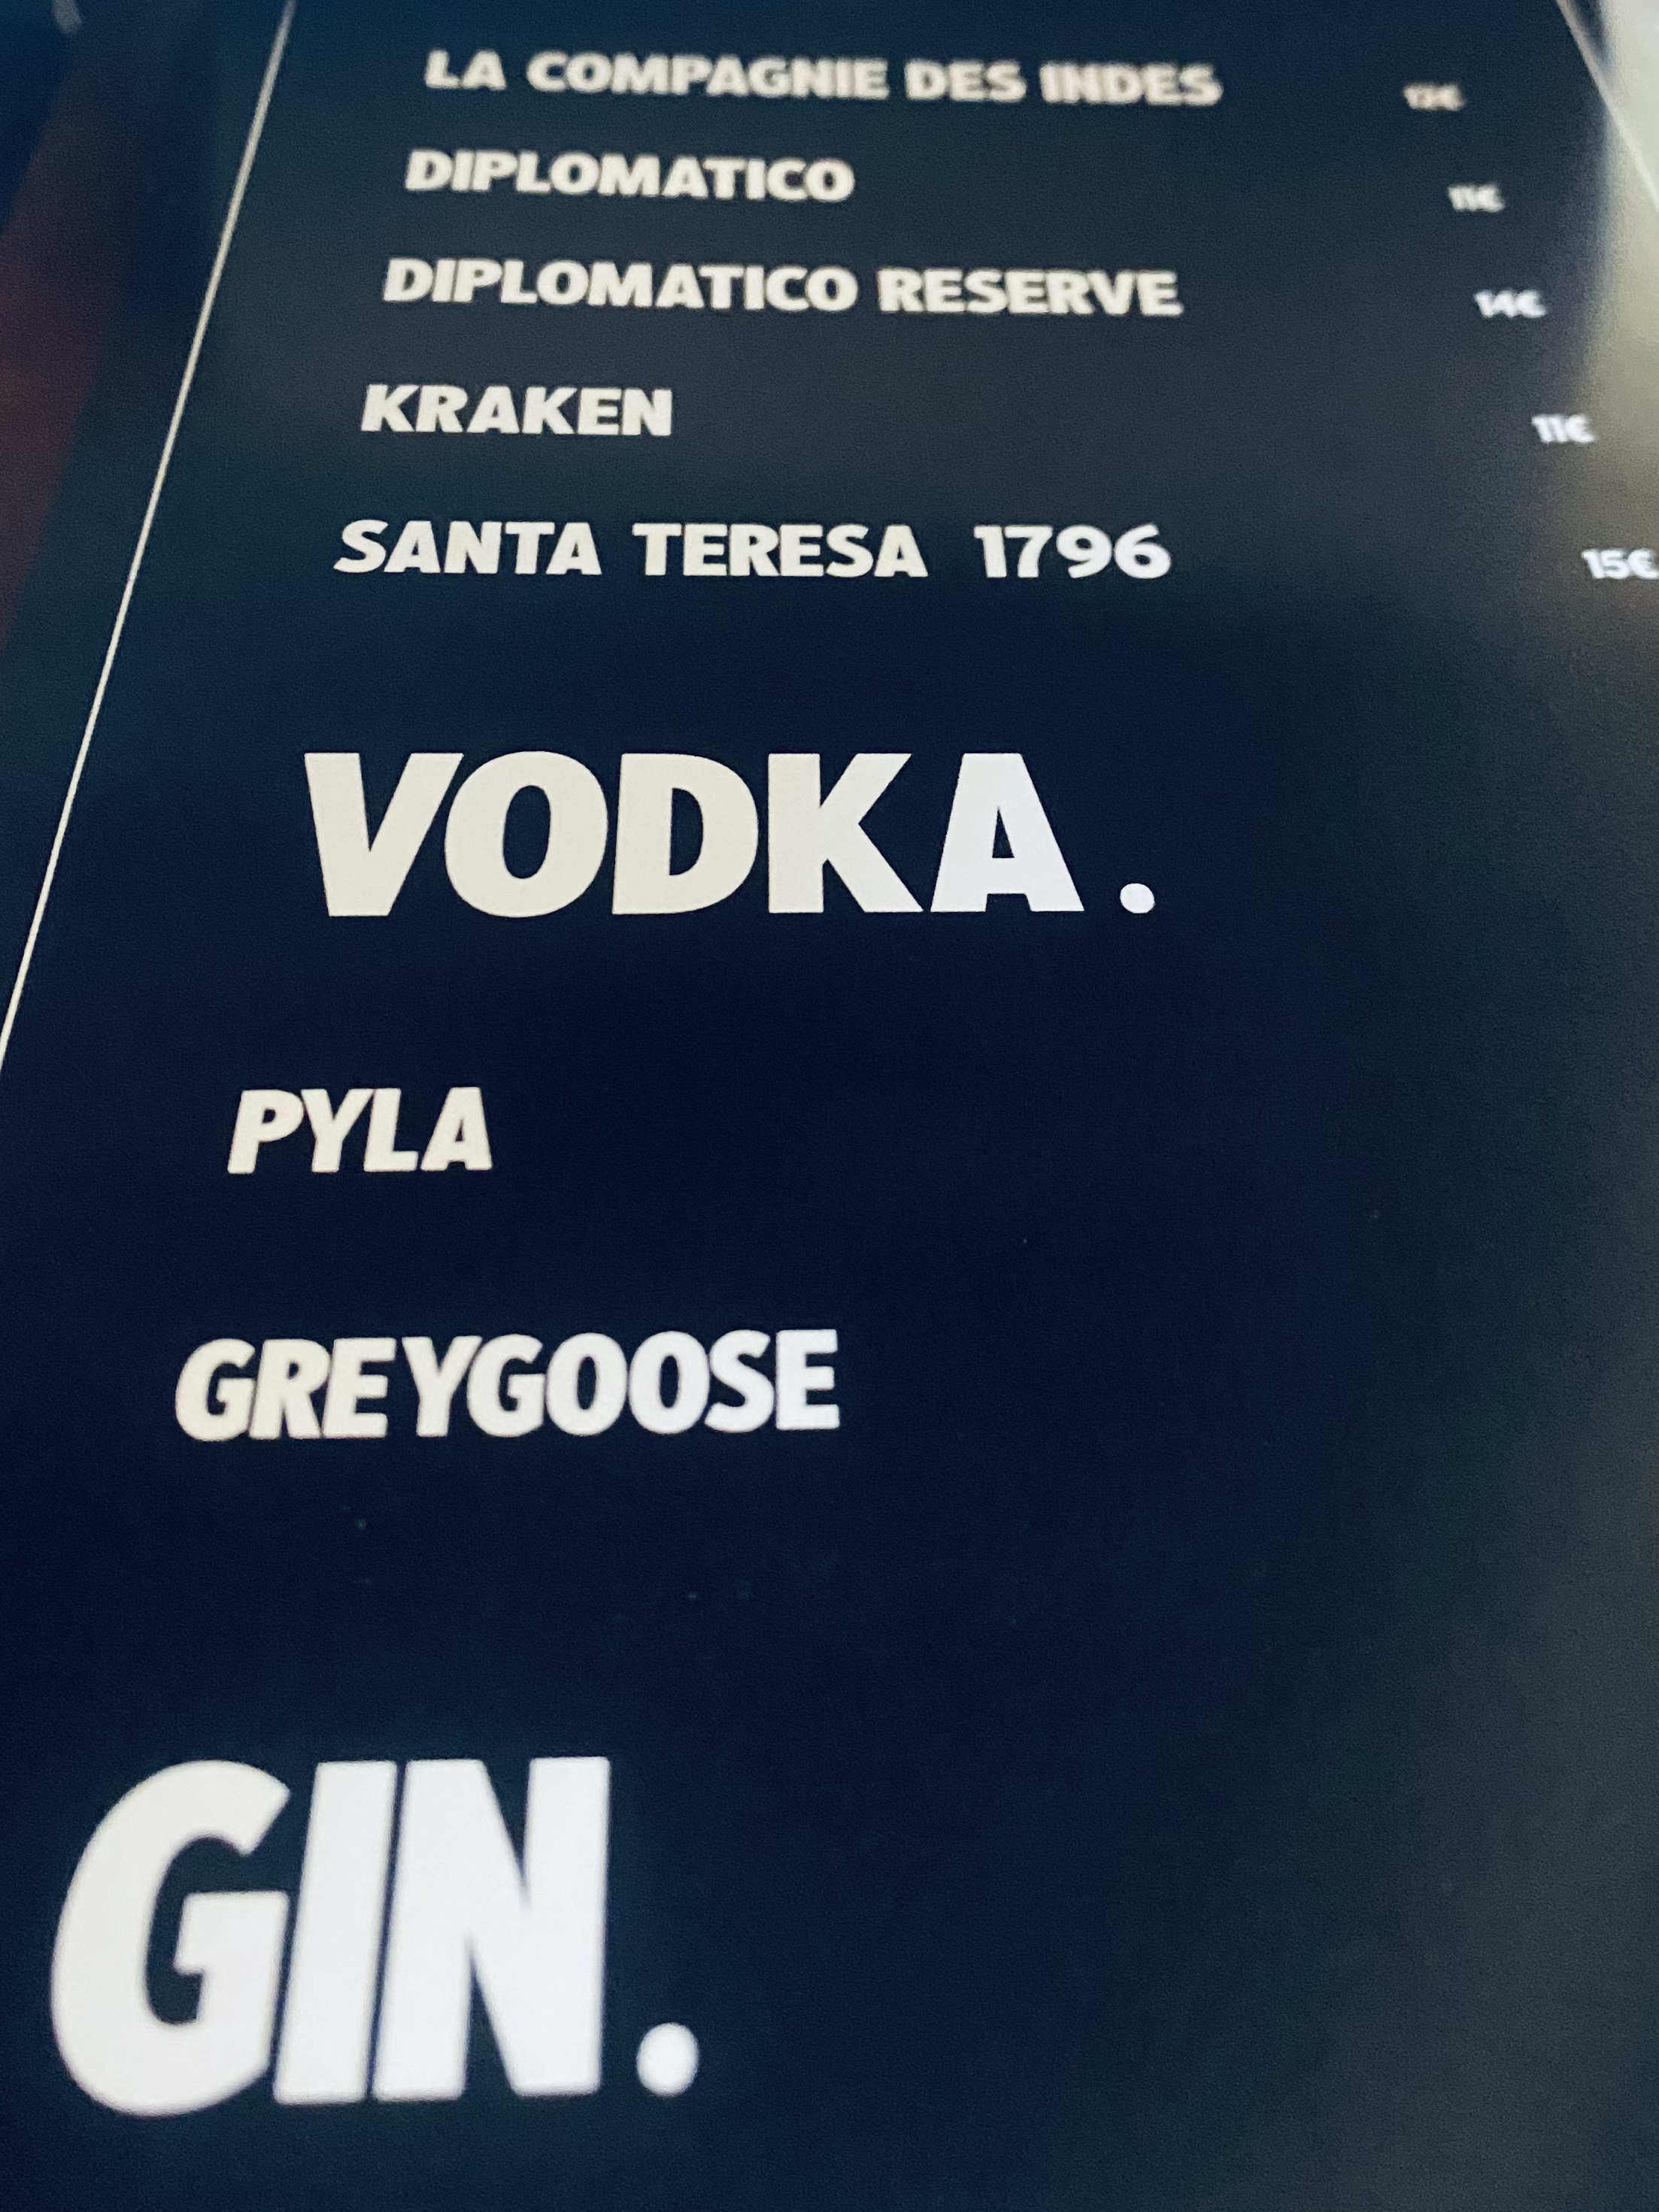 LA COMPAGNIE DES INDES 12€
DIPLOMATICO 11€
DIPLOMATICO RESERVE 14€
KRAKEN 11€
SANTA TERESA 1796 15€
VODKA.
PYLA
GREYGOOSE
GIN.